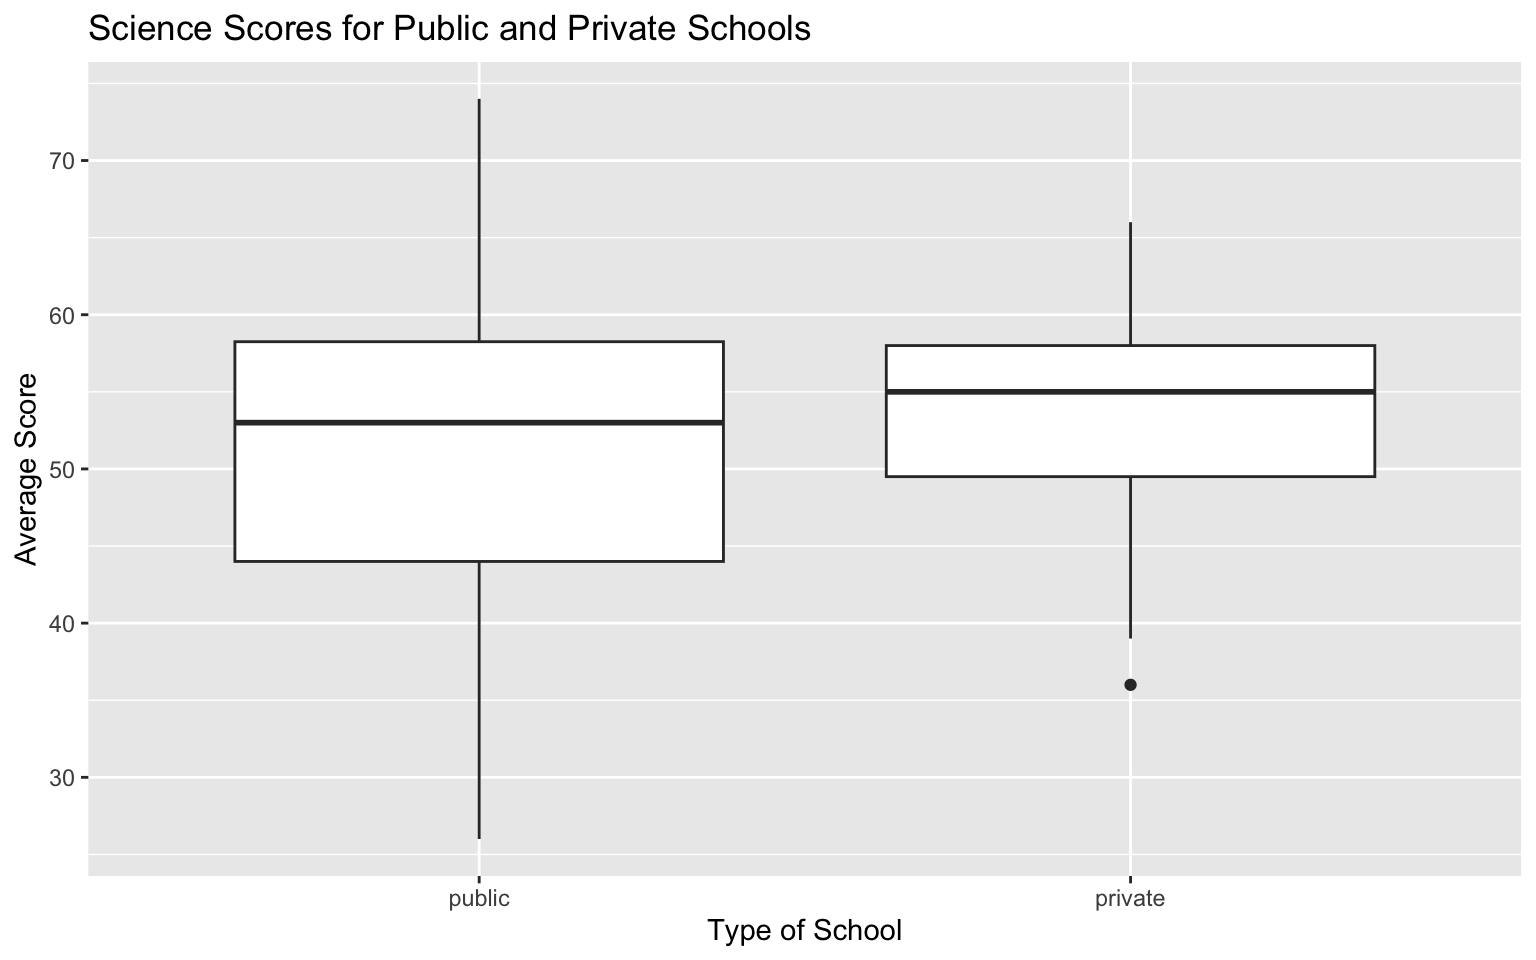 Science Scores for Public and Private Schools
Average Score
70
60
50
40
30
public private
Type of School